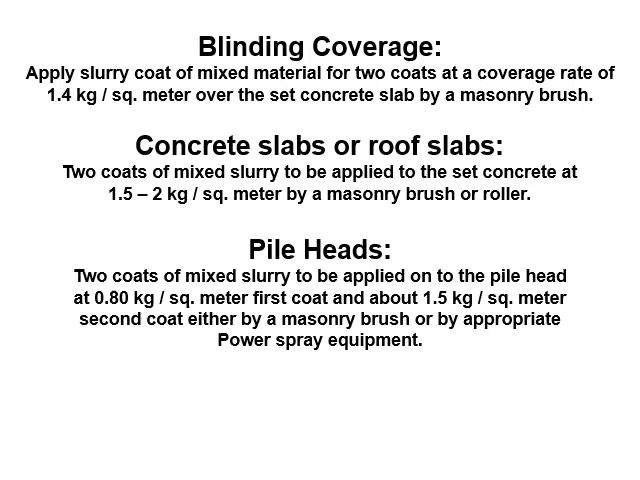 Blinding Coverage:
Apply slurry coat of mixed material for two coats at a coverage rate of
1.4 kg / sq. meter over the set concrete slab by a masonry brush.
Concrete slabs or roof slabs:
Two coats of mixed slurry to be applied to the set concrete at
1.5 – 2 kg / sq. meter by a masonry brush or roller.
Pile Heads:
Two coats of mixed slurry to be applied on to the pile head
at 0.80 kg / sq. meter first coat and about 1.5 kg / sq. meter
second coat either by a masonry brush or by appropriate
Power spray equipment.